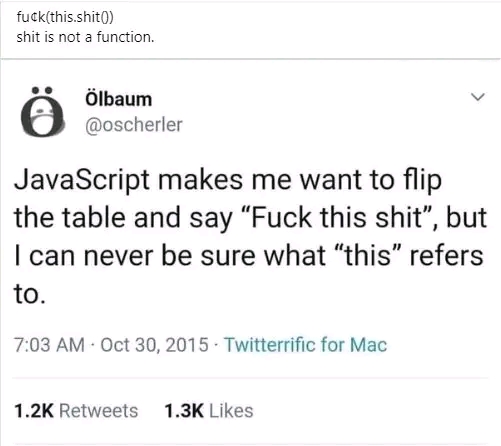 fu¢k(this.shit())
shit is not a function.
Ölbaum
@oscherler
JavaScript makes me want to flip
the table and say “Fuck this shit”, but
I can never be sure what “this” refers
to.
7:03 AM · Oct 30, 2015 · Twitterrific for Mac
1.2K Retweets 1.3K Likes